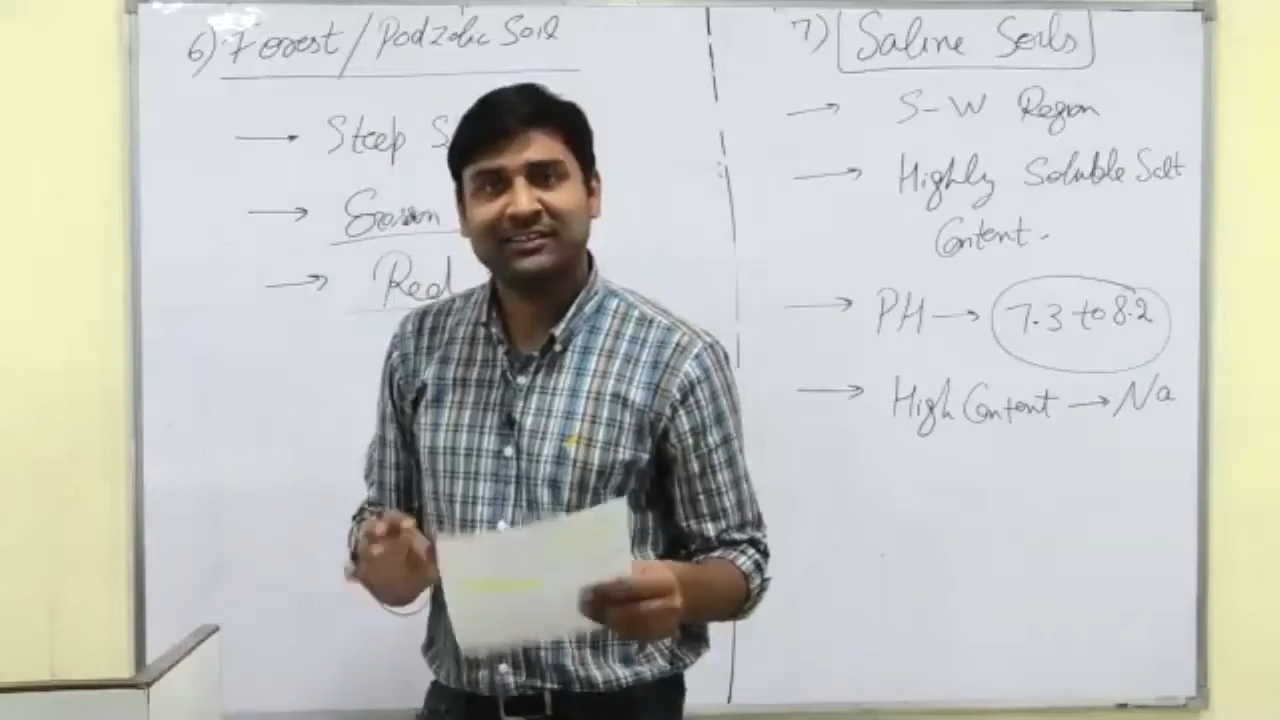 6) Forest/Podzolic Soil
Steep S
Erosion
Red
7) Saline Soils
S-W Region
Highly Soluble Salt
Content.
PH → 7.3 to 8.2
High Content → Na